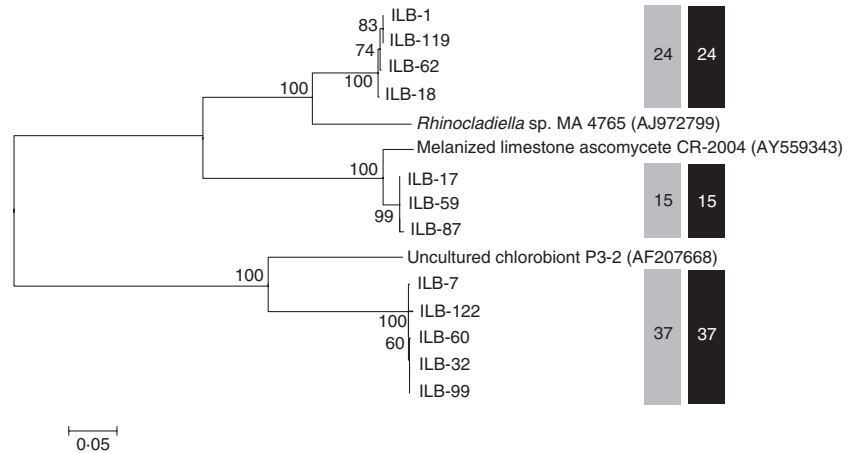 ILB-1
83
ILB-119
74
ILB-62
100
ILB-18
24 24
100
Rhinocladiella sp. MA 4765 (AJ972799)
Melanized limestone ascomycete CR-2004 (AY559343)
100
ILB-17
ILB-59
99
ILB-87
15 15
Uncultured chlorobiont P3-2 (AF207668)
100
ILB-7
ILB-122
100
ILB-60
60
ILB-32
ILB-99
37 37
0·05